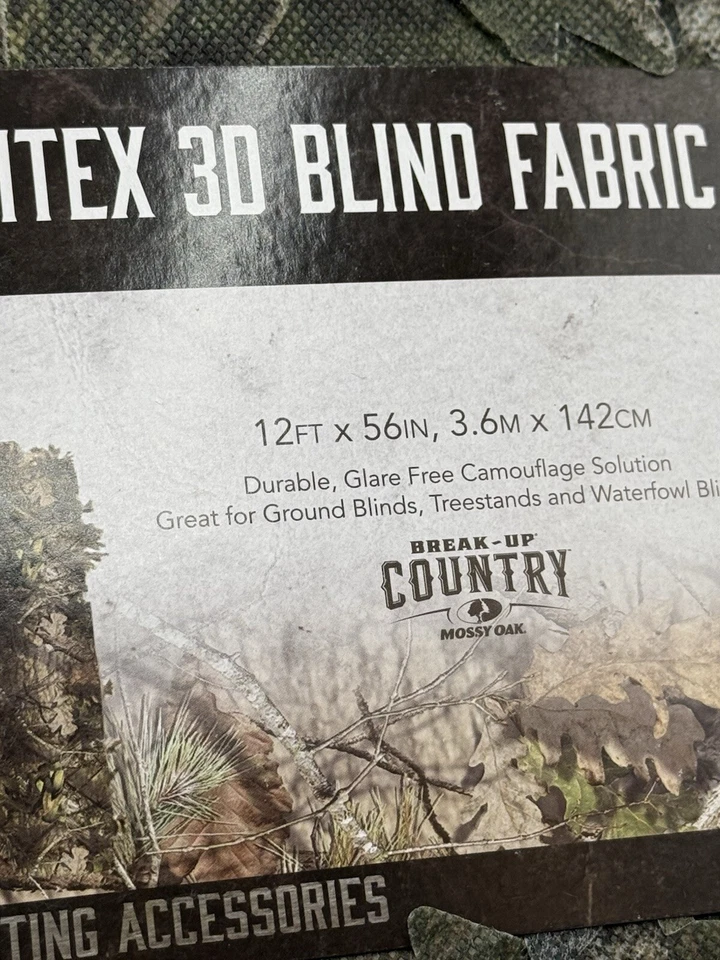 ITEX 3D BLIND FABRIC
12FT X 56IN, 3.6M X 142CM
Durable, Glare Free Camouflage Solution
Great for Ground Blinds, Treestands and Waterfowl Bli
BREAK-UP
COUNTRY
MOSSY OAK
TING ACCESSORIES